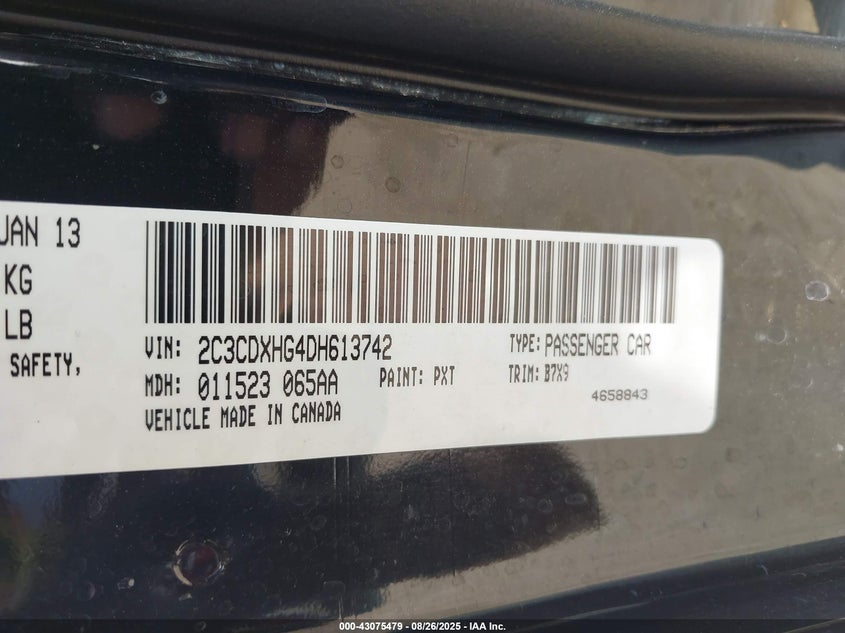 JAN 13
KG
LB
SAFETY,
VIN: 2C3CDXHG4DH613742
TYPE: PASSENGER CAR
MDH: 011523 065AA
PAINT: PXT
TRIM: B7X9
VEHICLE MADE IN CANADA
4658843
000-43075479 - 08/26/2025 - IAA Inc.